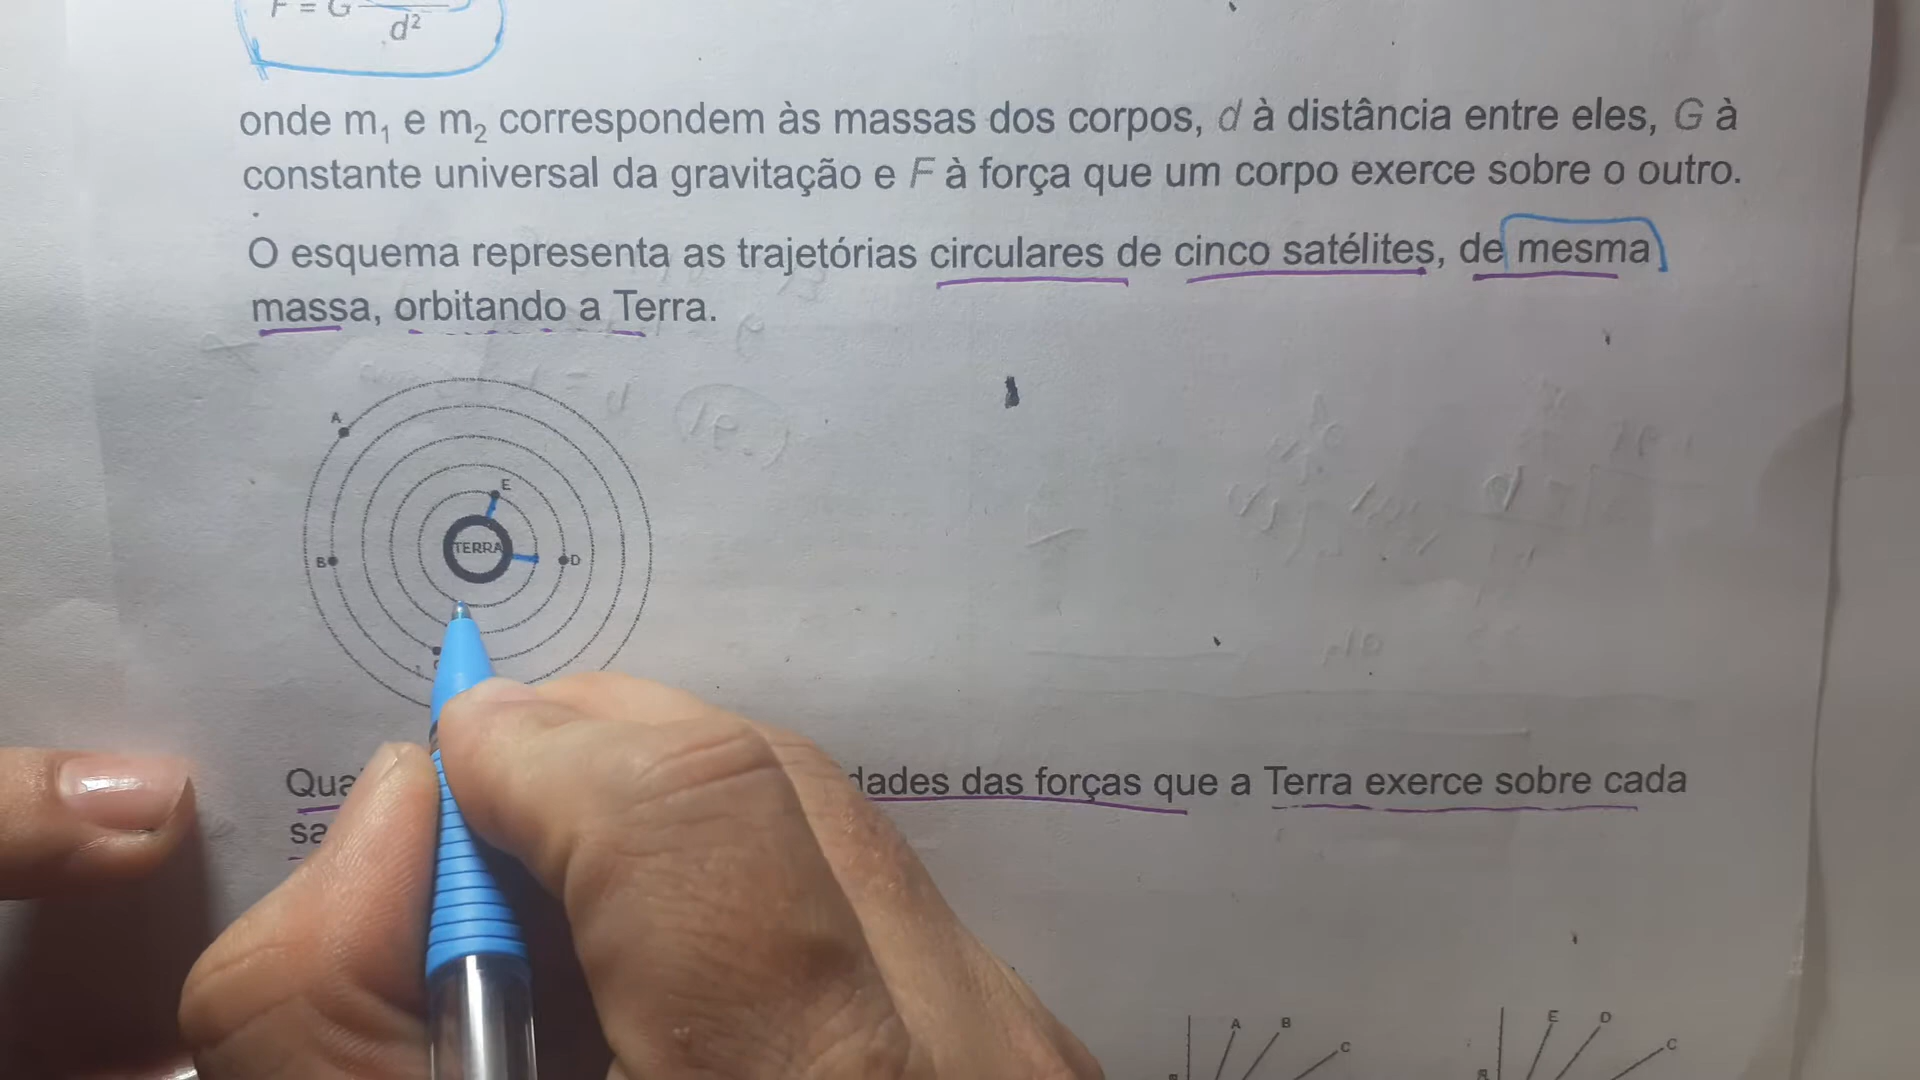 F = G
d²
onde m₁ e m₂ correspondem às massas dos corpos, d à distância entre eles, G à
constante universal da gravitação e F à força que um corpo exerce sobre o outro.
O esquema representa as trajetórias circulares de cinco satélites, de mesma
massa, orbitando a Terra.
A
E
TERRA
B
D
dades das forças que a Terra exerce sobre cada
A B
C
E D
C